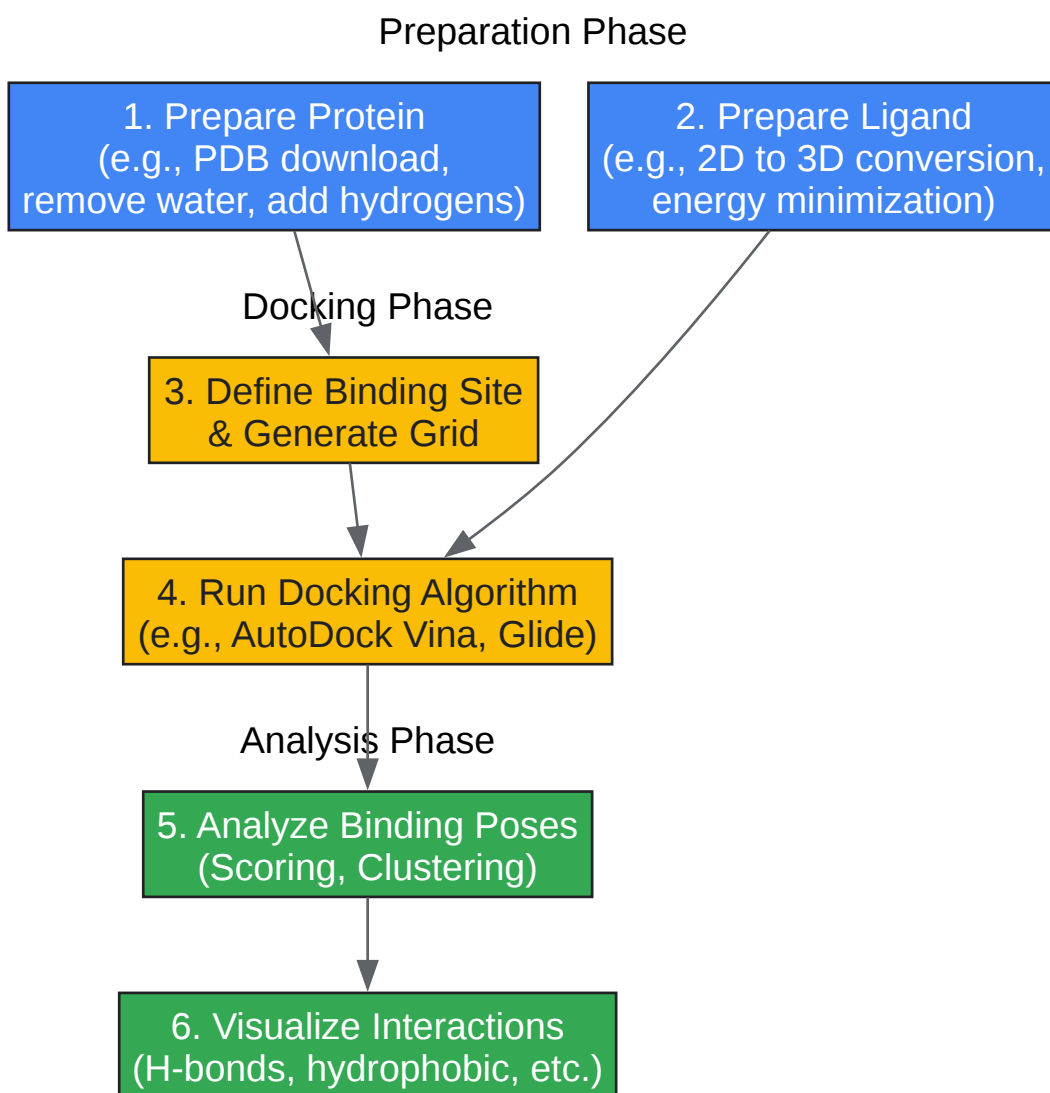 Preparation Phase
1. Prepare Protein
(e.g., PDB download,
remove water, add hydrogens)
2. Prepare Ligand
(e.g., 2D to 3D conversion,
energy minimization)
Docking Phase
3. Define Binding Site
& Generate Grid
4. Run Docking Algorithm
(e.g., AutoDock Vina, Glide)
Analysis Phase
5. Analyze Binding Poses
(Scoring, Clustering)
6. Visualize Interactions
(H-bonds, hydrophobic, etc.)